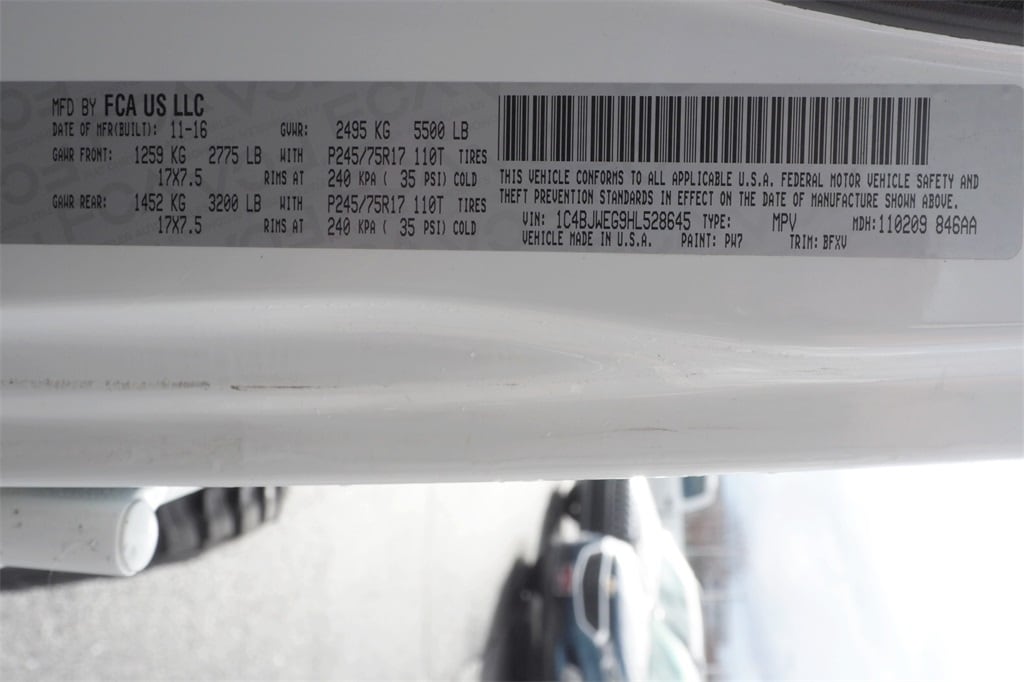 MFD BY FCA US LLC
DATE OF MFR(BUILT): 11-16 GVWR: 2495 KG 5500 LB
GAWR FRONT: 1259 KG 2775 LB WITH P245/75R17 110T TIRES
17X7.5 RIMS AT 240 KPA ( 35 PSI) COLD
GAWR REAR: 1452 KG 3200 LB WITH P245/75R17 110T TIRES
17X7.5 RIMS AT 240 KPA ( 35 PSI) COLD
THIS VEHICLE CONFORMS TO ALL APPLICABLE U.S.A. FEDERAL MOTOR VEHICLE SAFETY AND
THEFT PREVENTION STANDARDS IN EFFECT ON THE DATE OF MANUFACTURE SHOWN ABOVE.
VIN: 1C4BJWEG9HL528645 TYPE: MPV MDH: 110209 846AA
VEHICLE MADE IN U.S.A. PAINT: PW7 TRIM: BFXV